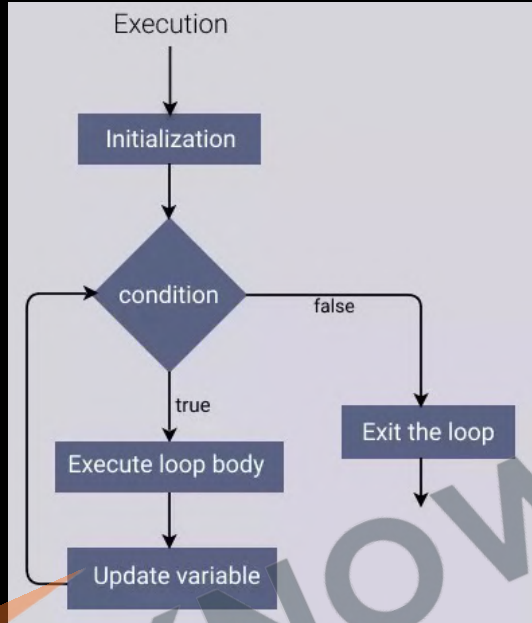 Execution
Initialization
condition
false
true
Exit the loop
Execute loop body
Update variable